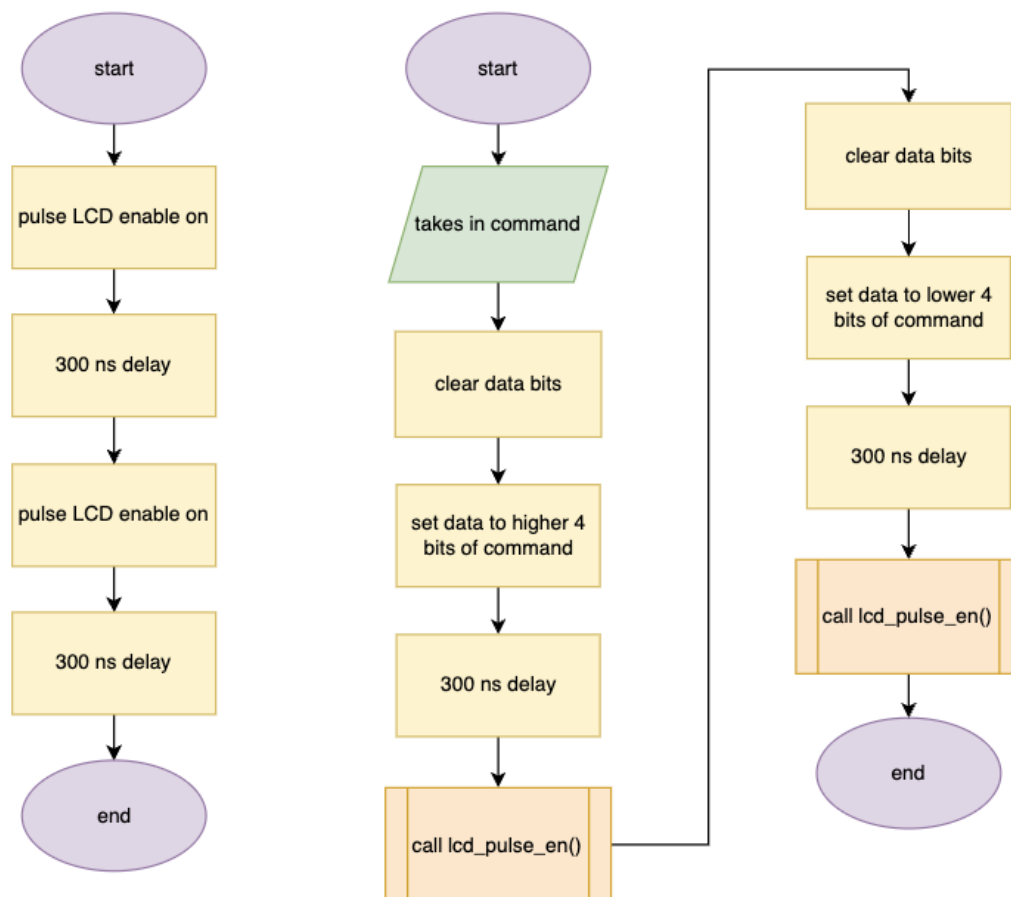 start
pulse LCD enable on
300 ns delay
pulse LCD enable on
300 ns delay
end
start
takes in command
clear data bits
set data to higher 4
bits of command
300 ns delay
call lcd_pulse_en()
clear data bits
set data to lower 4
bits of command
300 ns delay
call lcd_pulse_en()
end